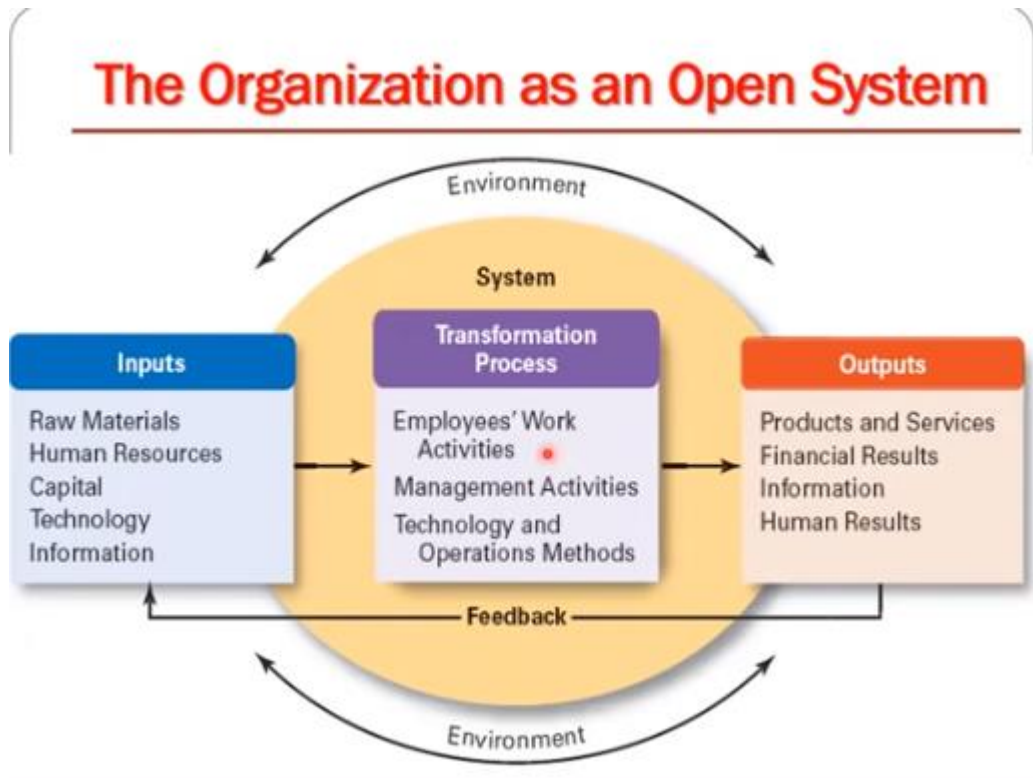 The Organization as an Open System
Environment
System
Inputs
Raw Materials
Human Resources
Capital
Technology
Information
Transformation
Process
Employees' Work
Activities
Management Activities
Technology and
Operations Methods
Outputs
Products and Services
Financial Results
Information
Human Results
Feedback
Environment